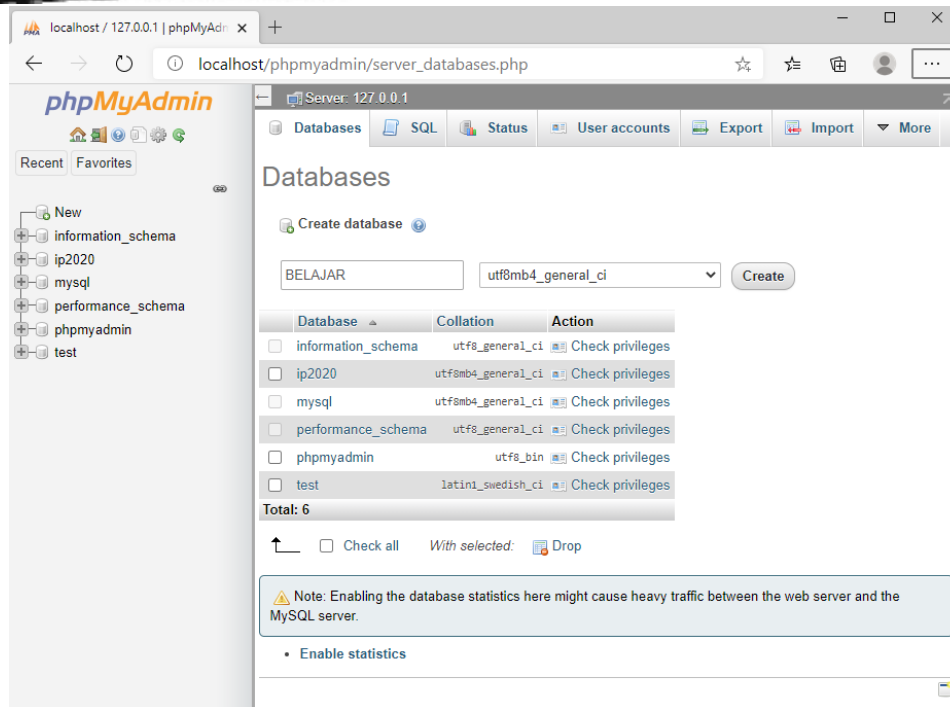 localhost / 127.0.0.1 | phpMyAdn
localhost/phpmyadmin/server_databases.php
phpMyAdmin
Recent Favorites
New
information_schema
ip2020
mysql
performance_schema
phpmyadmin
test
Server: 127.0.0.1
Databases SQL Status User accounts Export Import More
Databases
Create database
BELAJAR utf8mb4_general_ci Create
Database Collation Action
information_schema utf8_general_ci Check privileges
ip2020 utf8mb4_general_ci Check privileges
mysql utf8mb4_general_ci Check privileges
performance_schema utf8_general_ci Check privileges
phpmyadmin utf8_bin Check privileges
test latin1_swedish_ci Check privileges
Total: 6
Check all With selected: Drop
Note: Enabling the database statistics here might cause heavy traffic between the web server and the
MySQL server.
• Enable statistics